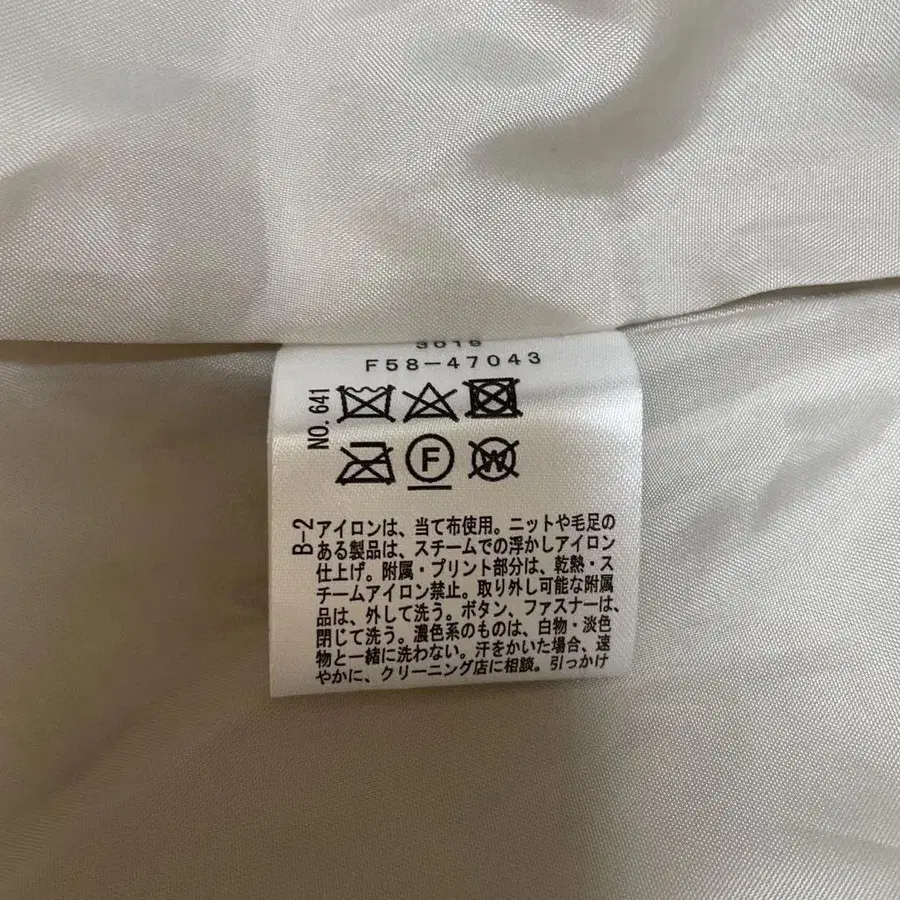 F58-47043
NO. 641
F
W
B-2
アイロンは、当て布使用。ニットや毛足の
ある製品は、スチームでの浮かしアイロン
仕上げ。附属・プリント部分は、乾熱・ス
チームアイロン禁止。取り外し可能な附属
品は、外して洗う。ボタン、ファスナーは、
閉じて洗う。濃色系のものは、白物・淡色
物と一緒に洗わない。汗をかいた場合、速
やかに、クリーニング店に相談。引っかけ